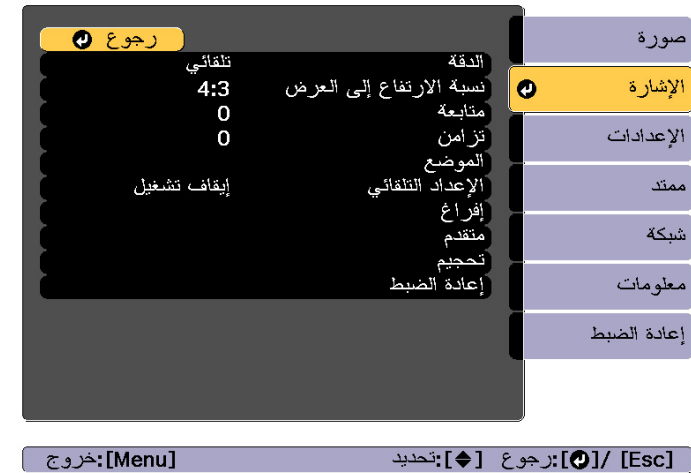 رجوع
الدقة تلقائي
نسبة الارتفاع إلى العرض 4:3
متابعة 0
تزامن 0
الموضع
الإعداد التلقائي إيقاف تشغيل
إفراغ
متقدم
تحجيم
إعادة الضبط
صورة
الإشارة
الإعدادات
ممتد
شبكة
معلومات
إعادة الضبط
[Esc] /[⏎]:رجوع [◆]:تحديد [Menu]:خروج